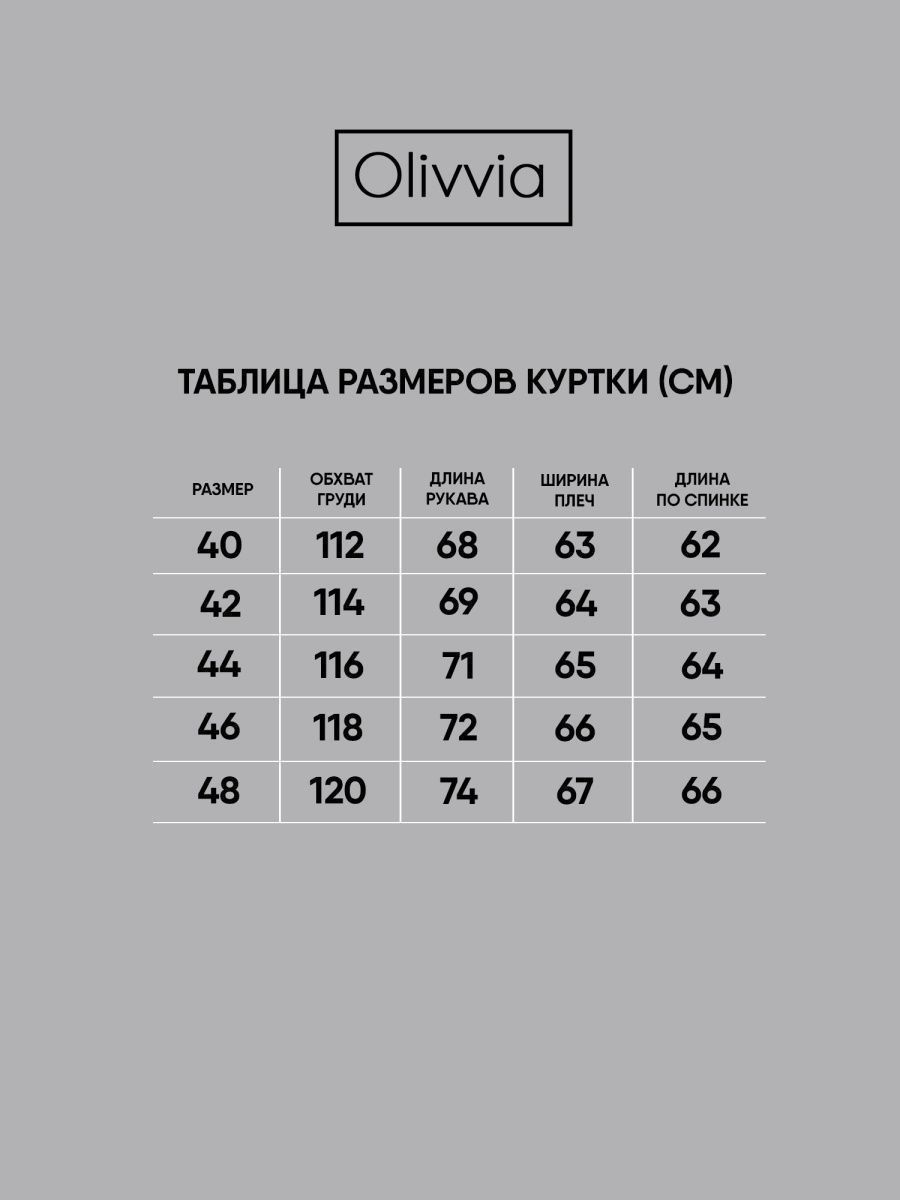 Olivvia
ТАБЛИЦА РАЗМЕРОВ КУРТКИ (СМ)
РАЗМЕР ОБХВАТ ГРУДИ ДЛИНА РУКАВА ШИРИНА ПЛЕЧ ДЛИНА ПО СПИНКЕ
40 112 68 63 62
42 114 69 64 63
44 116 71 65 64
46 118 72 66 65
48 120 74 67 66